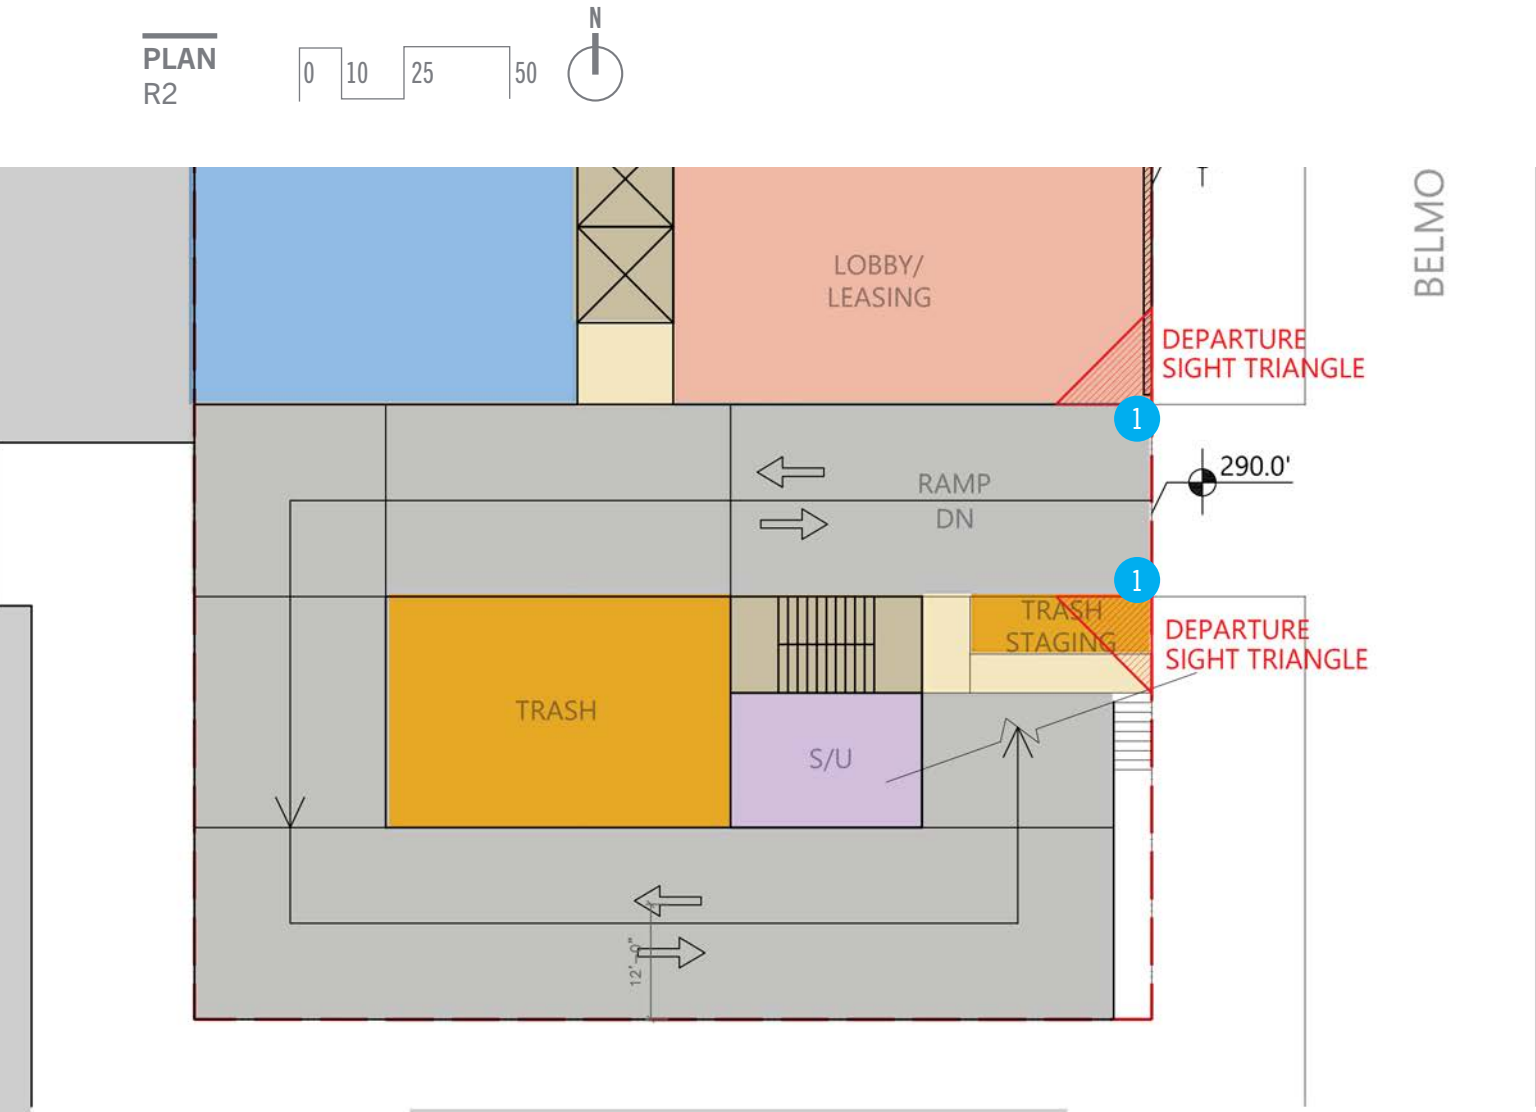 PLAN
R2
0 10 25 50
N
T
BELMO
LOBBY/
LEASING
DEPARTURE
SIGHT TRIANGLE
1
290.0'
RAMP
DN
1
TRASH
STAGING
DEPARTURE
SIGHT TRIANGLE
TRASH
S/U
12'-0"